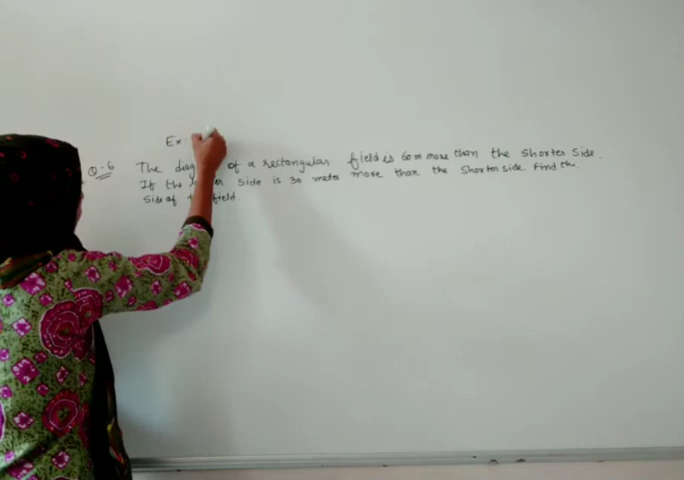 Ex.
Q.6 The diag of a rectangular field is 60 m more than the shorter side.
If the side is 30 meter more than the shorter side find the
side of field.